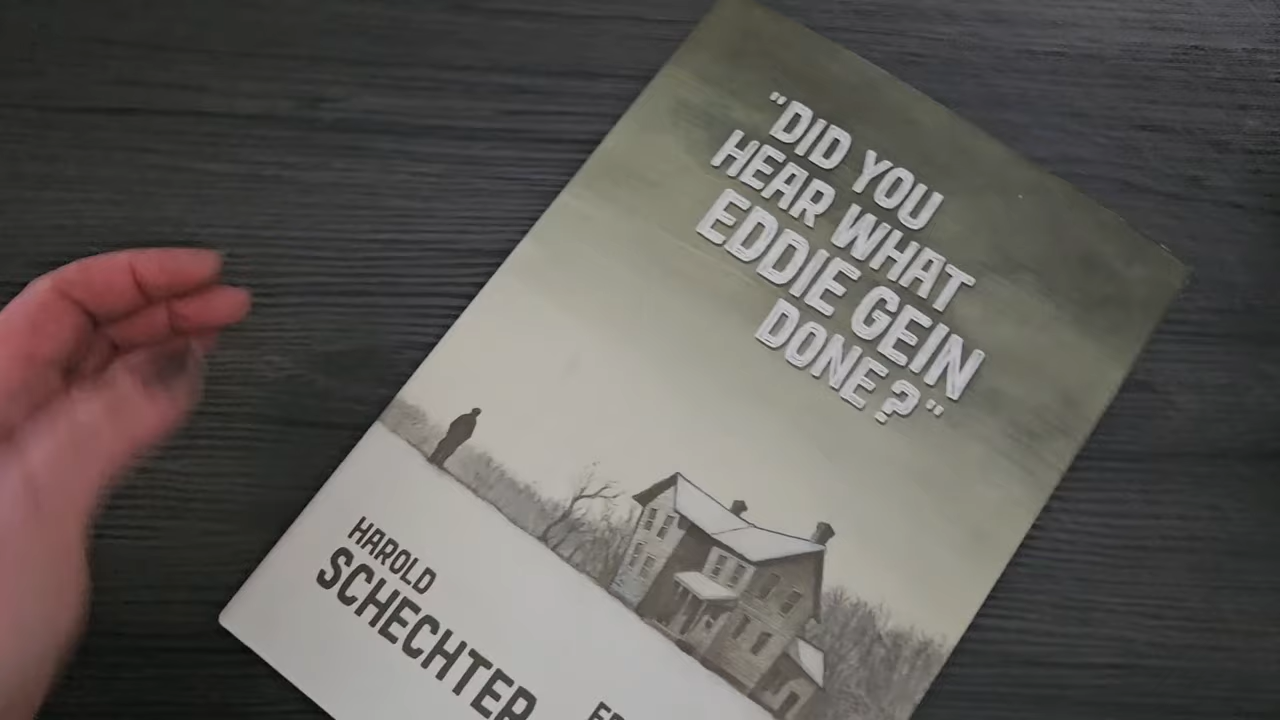 "DID YOU
HEAR WHAT
EDDIE GEIN
DONE?"
HAROLD
SCHECHTER